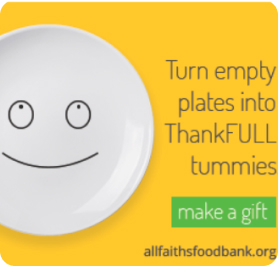 Turn empty
plates into
ThankFULL
tummies
make a gift
allfaithsfoodbank.org